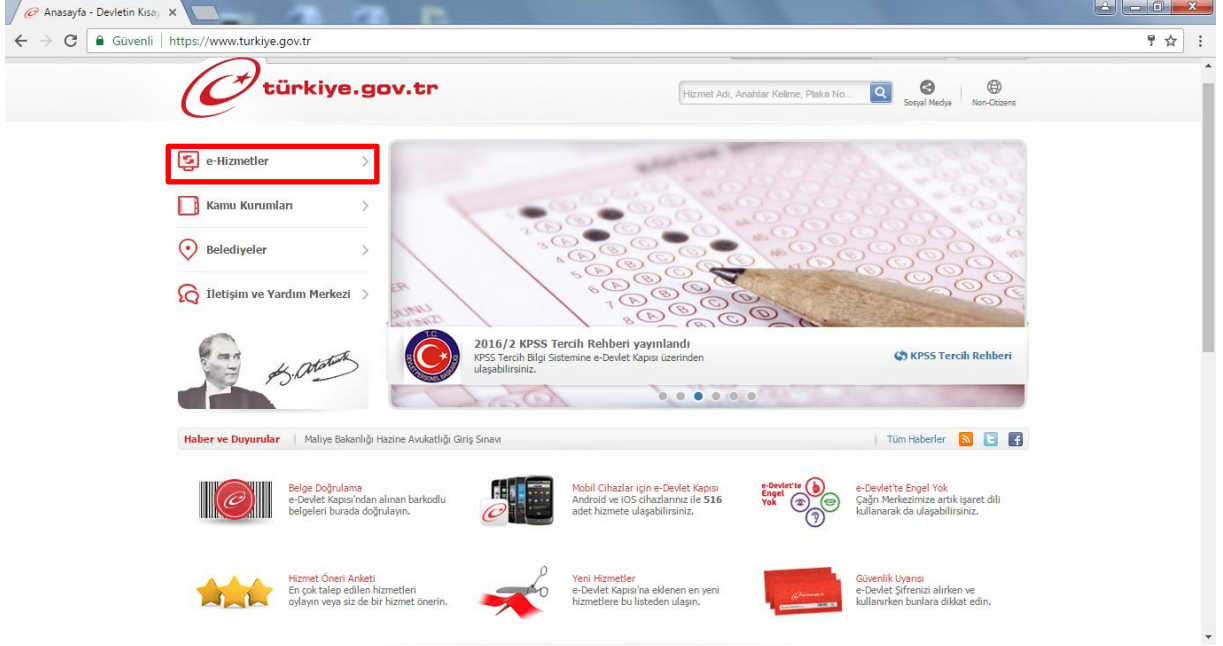 Anasayfa - Devletin Kısay
Güvenli | https://www.turkiye.gov.tr
türkiye.gov.tr
Hizmet Adı, Anahtar Kelime, Plaka No...
Sosyal Medya
Non-Citizens
e-Hizmetler
Kamu Kurumları
Belediyeler
İletişim ve Yardım Merkezi
K. Atatürk
T.C.
DEVLET PERSONEL BAŞKANLIĞI
2016/2 KPSS Tercih Rehberi yayınlandı
KPSS Tercih Bilgi Sistemine e-Devlet Kapısı üzerinden
ulaşabilirsiniz.
KPSS Tercih Rehberi
Haber ve Duyurular
Maliye Bakanlığı Hazine Avukatlığı Giriş Sınavı
Tüm Haberler
Belge Doğrulama
e-Devlet Kapısı'ndan alınan barkodlu
belgeleri burada doğrulayın.
Mobil Cihazlar için e-Devlet Kapısı
Android ve iOS cihazlarınız ile 516
adet hizmete ulaşabilirsiniz.
e-Devlet'te
Engel
Yok
e-Devlet'te Engel Yok
Çağrı Merkezimize artık işaret dili
kullanarak da ulaşabilirsiniz.
Hizmet Öneri Anketi
En çok talep edilen hizmetleri
oylayın veya siz de bir hizmet önerin.
Yeni Hizmetler
e-Devlet Kapısı'na eklenen en yeni
hizmetlere bu listeden ulaşın.
Güvenlik Uyarısı
e-Devlet Şifrenizi alırken ve
kullanırken bunlara dikkat edin.